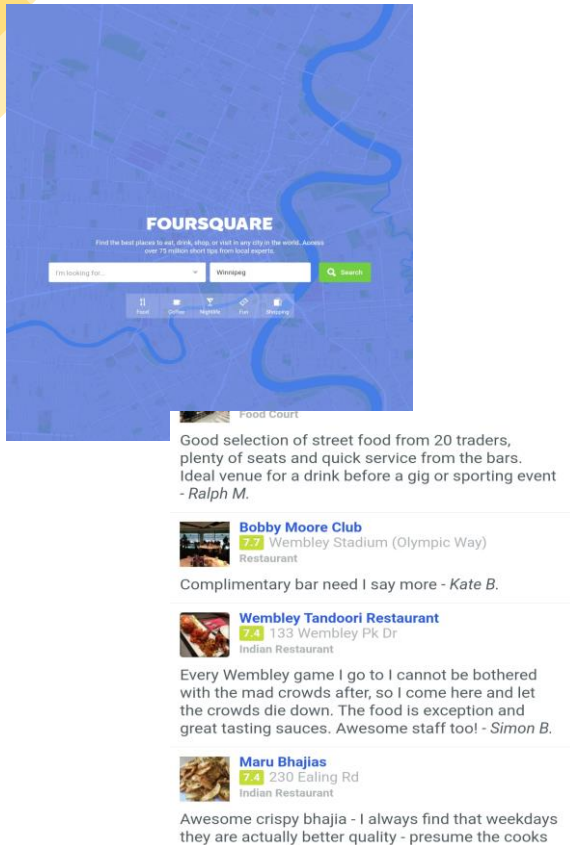 FOURSQUARE
Find the best places to eat, drink, shop, or visit in any city in the world. Access
over 75 million short tips from local experts.
I'm looking for...
Winnipeg
Search
Food
Coffee
Nightlife
Fun
Shopping
Food Court
Good selection of street food from 20 traders,
plenty of seats and quick service from the bars.
Ideal venue for a drink before a gig or sporting event
- Ralph M.
Bobby Moore Club
7.7 Wembley Stadium (Olympic Way)
Restaurant
Complimentary bar need I say more - Kate B.
Wembley Tandoori Restaurant
7.4 133 Wembley Pk Dr
Indian Restaurant
Every Wembley game I go to I cannot be bothered
with the mad crowds after, so I come here and let
the crowds die down. The food is exception and
great tasting sauces. Awesome staff too! - Simon B.
Maru Bhajias
7.4 230 Ealing Rd
Indian Restaurant
Awesome crispy bhajia - I always find that weekdays
they are actually better quality - presume the cooks